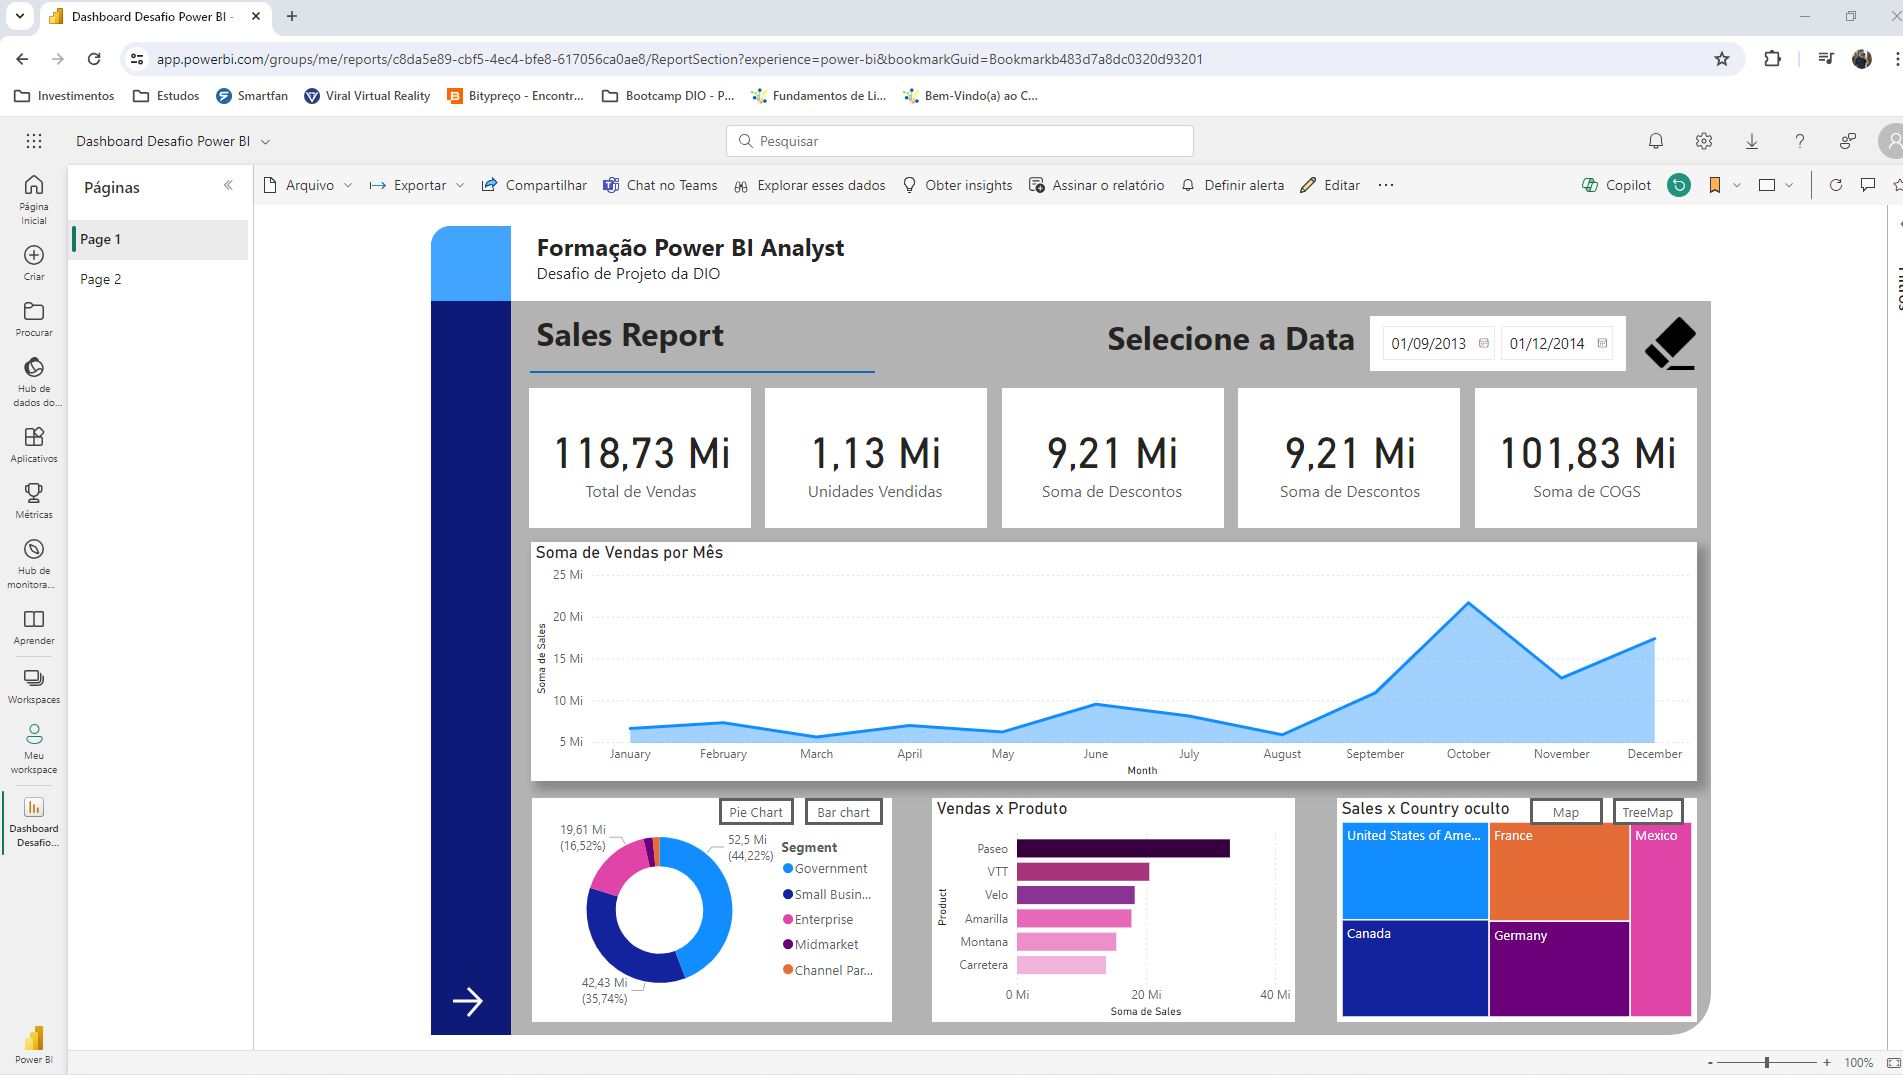 Dashboard Desafio Power BI -
app.powerbi.com/groups/me/reports/c8da5e89-cbf5-4ec4-bfe8-617056ca0ae8/ReportSection?experience=power-bi&bookmarkGuid=Bookmarkb483d7a8dc0320d93201
Investimentos
Estudos
Smartfan
Viral Virtual Reality
Bitypreço - Encontr...
Bootcamp DIO - P...
Fundamentos de Li...
Bem-Vindo(a) ao C...
Dashboard Desafio Power BI
Pesquisar
Página
Inicial
Criar
Procurar
Hub de
dados do...
Aplicativos
Métricas
Hub de
monitora...
Aprender
Workspaces
Meu
workspace
Dashboard
Desafio...
Power BI
Páginas
Page 1
Page 2
Arquivo
Exportar
Compartilhar
Chat no Teams
Explorar esses dados
Obter insights
Assinar o relatório
Definir alerta
Editar
Copilot
Formação Power BI Analyst
Desafio de Projeto da DIO
Sales Report
Selecione a Data
01/09/2013
01/12/2014
118,73 Mi
Total de Vendas
1,13 Mi
Unidades Vendidas
9,21 Mi
Soma de Descontos
9,21 Mi
Soma de Descontos
101,83 Mi
Soma de COGS
Soma de Vendas por Mês
Soma de Sales
25 Mi
20 Mi
15 Mi
10 Mi
5 Mi
January
February
March
April
May
June
July
August
September
October
November
December
Month
Pie Chart
Bar chart
19,61 Mi
(16,52%)
52,5 Mi
(44,22%)
42,43 Mi
(35,74%)
Segment
Government
Small Busin...
Enterprise
Midmarket
Channel Par...
Vendas x Produto
Product
Paseo
VTT
Velo
Amarilla
Montana
Carretera
0 Mi
20 Mi
40 Mi
Soma de Sales
Sales x Country oculto
Map
TreeMap
United States of Ame...
France
Mexico
Canada
Germany
- + 100%